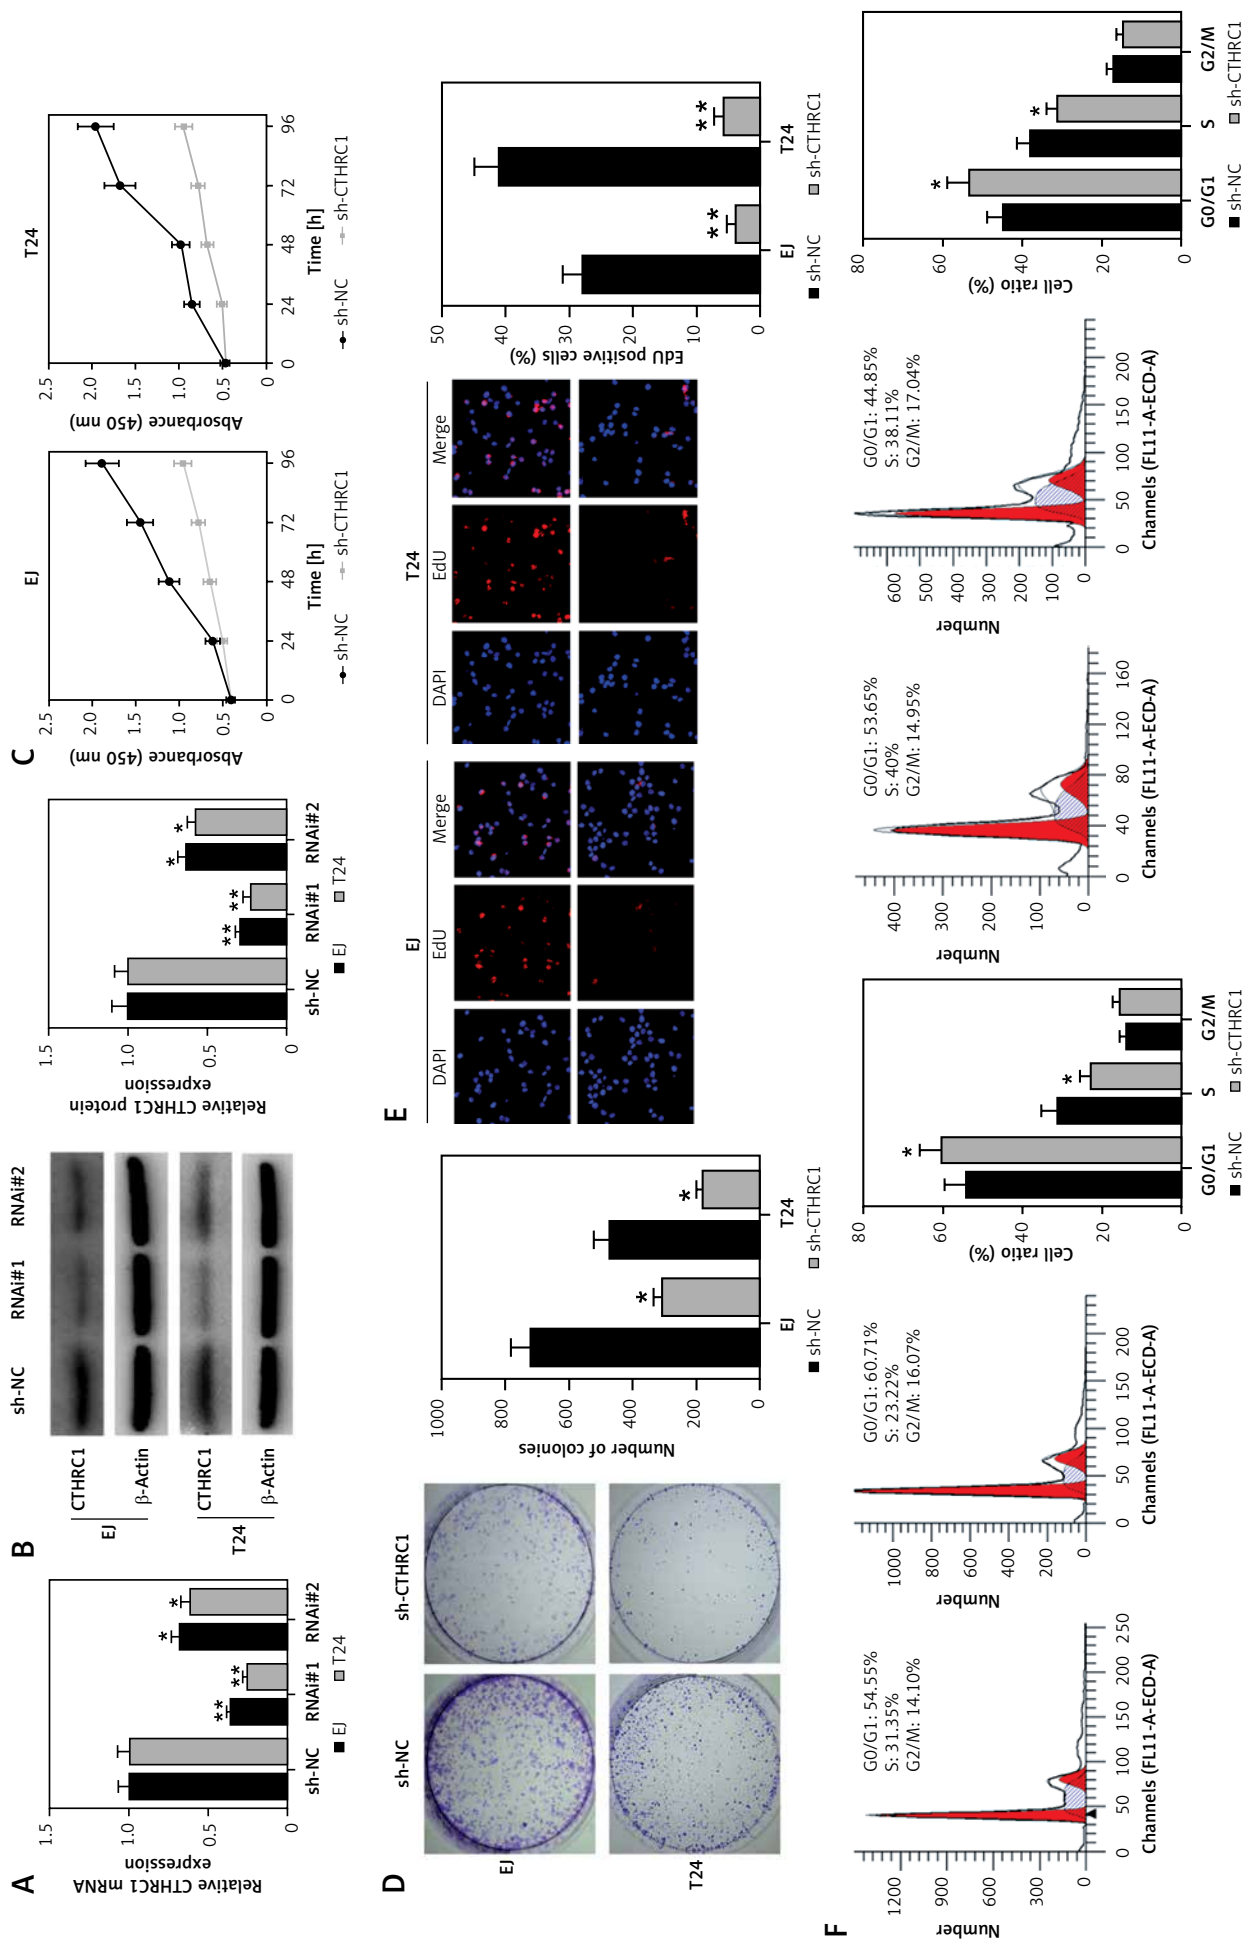 A
Relative CTHRC1 mRNA
expression
1.5
1.0
0.5
0
**
**
*
*
sh-NC
RNAi#1
RNAi#2
EJ
T24
B
sh-NC
RNAi#1
RNAi#2
EJ
CTHRC1
β-Actin
T24
CTHRC1
β-Actin
Relative CTHRC1 protein
expression
1.5
1.0
0.5
0
**
**
*
*
sh-NC
RNAi#1
RNAi#2
EJ
T24
C
EJ
Absorbance (450 nm)
2.5
2.0
1.5
1.0
0.5
0
0
24
48
72
96
Time [h]
sh-NC
sh-CTHRC1
T24
Absorbance (450 nm)
2.5
2.0
1.5
1.0
0.5
0
0
24
48
72
96
Time [h]
sh-NC
sh-CTHRC1
D
sh-NC
sh-CTHRC1
EJ
T24
Number of colonies
1000
800
600
400
200
0
*
*
EJ
T24
sh-NC
sh-CTHRC1
E
EJ
DAPI
EdU
Merge
T24
DAPI
EdU
Merge
EdU positive cells (%)
50
40
30
20
10
0
**
**
EJ
T24
sh-NC
sh-CTHRC1
F
Number
1200
900
600
300
0
G0/G1: 54.55%
S: 31.35%
G2/M: 14.10%
0
50
100
150
200
250
Channels (FL11-A-ECD-A)
Number
1000
800
600
400
200
0
G0/G1: 60.71%
S: 23.22%
G2/M: 16.07%
0
50
100
150
200
Channels (FL11-A-ECD-A)
Cell ratio (%)
80
60
40
20
0
*
*
G0/G1
S
G2/M
sh-NC
sh-CTHRC1
Number
400
300
200
100
0
G0/G1: 53.65%
S: 40%
G2/M: 14.95%
0
40
80
120
160
Channels (FL11-A-ECD-A)
Number
600
500
400
300
200
100
0
G0/G1: 44.85%
S: 38.11%
G2/M: 17.04%
0
50
100
150
200
Channels (FL11-A-ECD-A)
Cell ratio (%)
80
60
40
20
0
*
*
G0/G1
S
G2/M
sh-NC
sh-CTHRC1